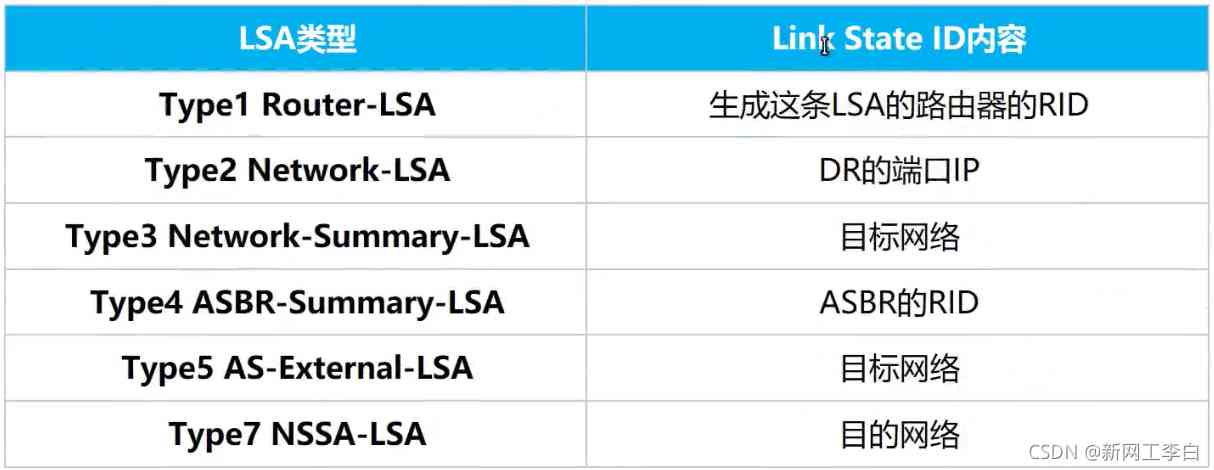 LSA类型 Link State ID内容
Type1 Router-LSA 生成这条LSA的路由器的RID
Type2 Network-LSA DR的端口IP
Type3 Network-Summary-LSA 目标网络
Type4 ASBR-Summary-LSA ASBR的RID
Type5 AS-External-LSA 目标网络
Type7 NSSA-LSA 目的网络
CSDN @新网工李白